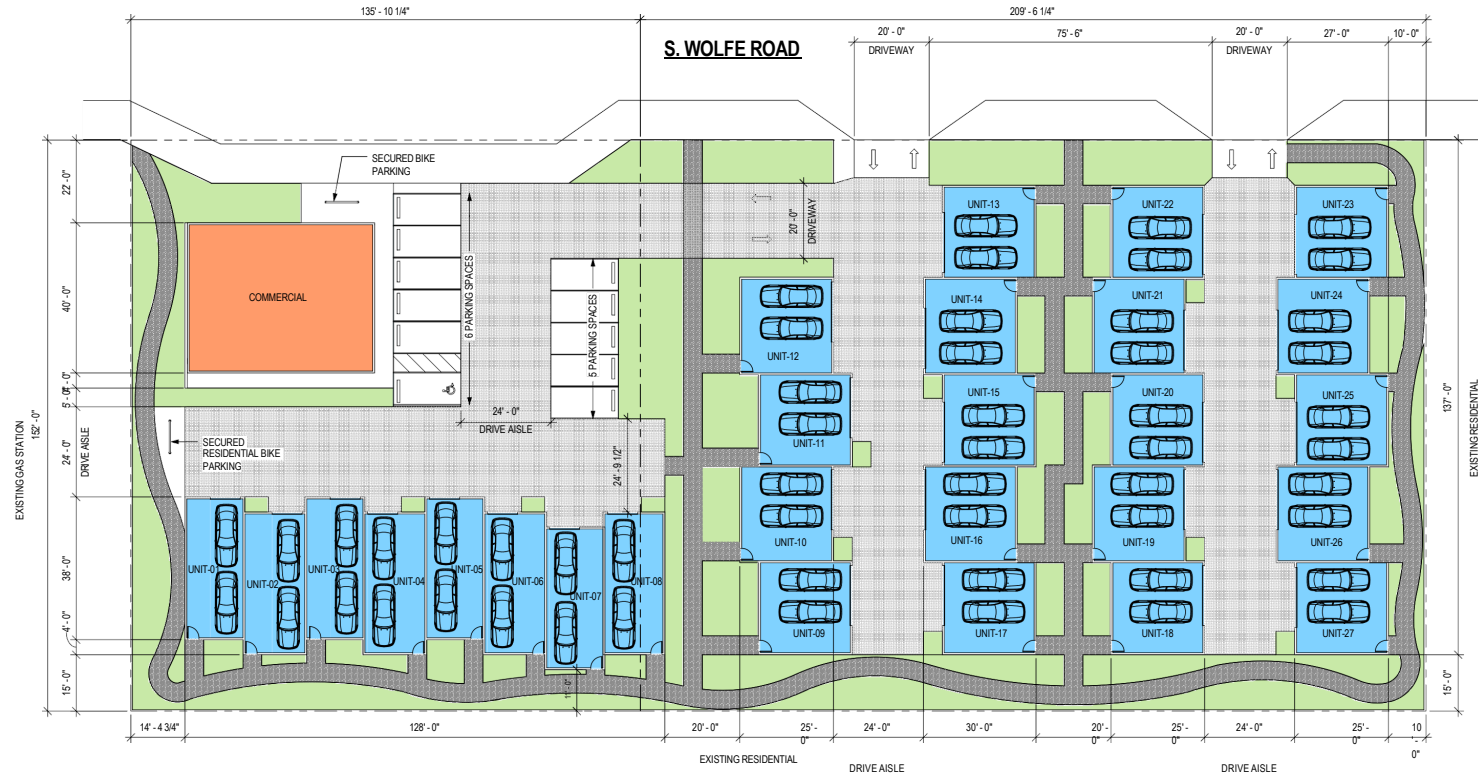 135' - 10 1/4"
209' - 6 1/4"
S. WOLFE ROAD
20' - 0"
DRIVEWAY
75' - 6"
20' - 0"
DRIVEWAY
27' - 0"
10' - 0"
SECURED BIKE
PARKING
22' - 0"
40' - 0"
5' - 0"
24' - 0"
DRIVE AISLE
38' - 0"
4' - 0"
15' - 0"
152' - 0"
EXISTING GAS STATION
COMMERCIAL
6 PARKING SPACES
5 PARKING SPACES
20' - 0"
DRIVEWAY
24' - 0"
DRIVE AISLE
24' - 9 1/2"
SECURED
RESIDENTIAL BIKE
PARKING
UNIT-13
UNIT-22
UNIT-23
UNIT-14
UNIT-21
UNIT-24
UNIT-12
UNIT-15
UNIT-20
UNIT-25
UNIT-11
UNIT-10
UNIT-16
UNIT-19
UNIT-26
UNIT-01
UNIT-02
UNIT-03
UNIT-04
UNIT-05
UNIT-06
UNIT-07
UNIT-08
UNIT-09
UNIT-17
UNIT-18
UNIT-27
137' - 0"
EXISTING RESIDENTIAL
15' - 0"
11' - 0"
14' - 4 3/4"
128' - 0"
20' - 0"
25' -
0"
24' - 0"
30' - 0"
20' -
0"
25' -
0"
24' - 0"
25' -
0"
10
' -
0"
EXISTING RESIDENTIAL
DRIVE AISLE
DRIVE AISLE